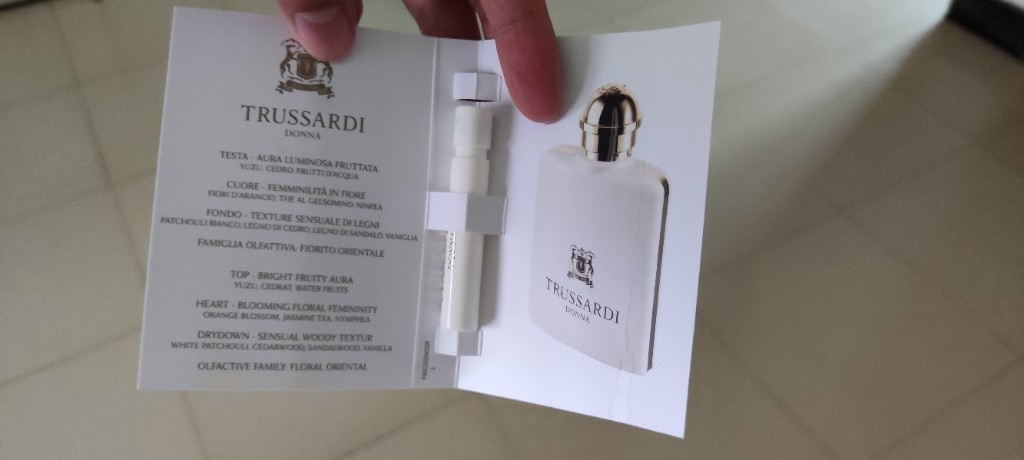 TRUSSARDI
DONNA
TESTA - AURA LUMINOSA FRUTTATA
YUZU, CEDRO, FRUTTI D'ACQUA
CUORE - FEMMINILITÀ IN FIORE
FIORI D'ARANCIO, THE AL GELSOMINO, NINFEA
FONDO - TEXTURE SENSUALE DI LEGNI
PATCHOULI BIANCO, LEGNO DI CEDRO, LEGNO DI SANDALO, VANIGLIA
FAMIGLIA OLFATTIVA: FIORITO ORIENTALE
TOP - BRIGHT FRUITY AURA
YUZU, CEDRAT, WATER FRUITS
HEART - BLOOMING FLORAL FEMININITY
ORANGE BLOSSOM, JASMINE TEA, NYMPHEA
DRYDOWN - SENSUAL WOODY TEXTUR
WHITE PATCHOULI, CEDARWOOD, SANDALWOOD, VANILLA
OLFACTIVE FAMILY: FLORAL ORIENTAL
TRUSSARDI
DONNA